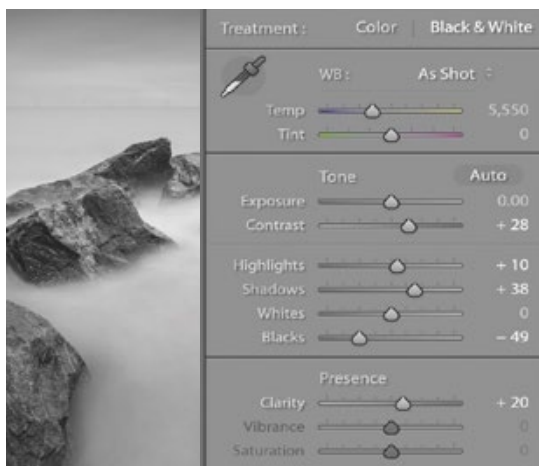 Treatment : Color | Black & White
WB : As Shot
Temp 5,550
Tint 0
Tone Auto
Exposure 0.00
Contrast + 28
Highlights + 10
Shadows + 38
Whites 0
Blacks – 49
Presence
Clarity + 20
Vibrance 0
Saturation 0